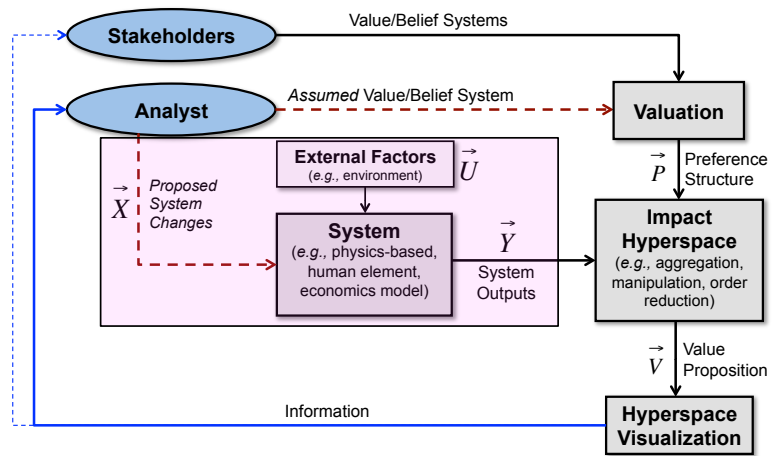 Value/Belief Systems
Stakeholders
Assumed Value/Belief System
Analyst
Valuation
External Factors
(e.g., environment)
U
P
Preference
Structure
X
Proposed
System
Changes
System
(e.g., physics-based,
human element,
economics model)
Y
System
Outputs
Impact
Hyperspace
(e.g., aggregation,
manipulation, order
reduction)
V
Value
Proposition
Information
Hyperspace
Visualization